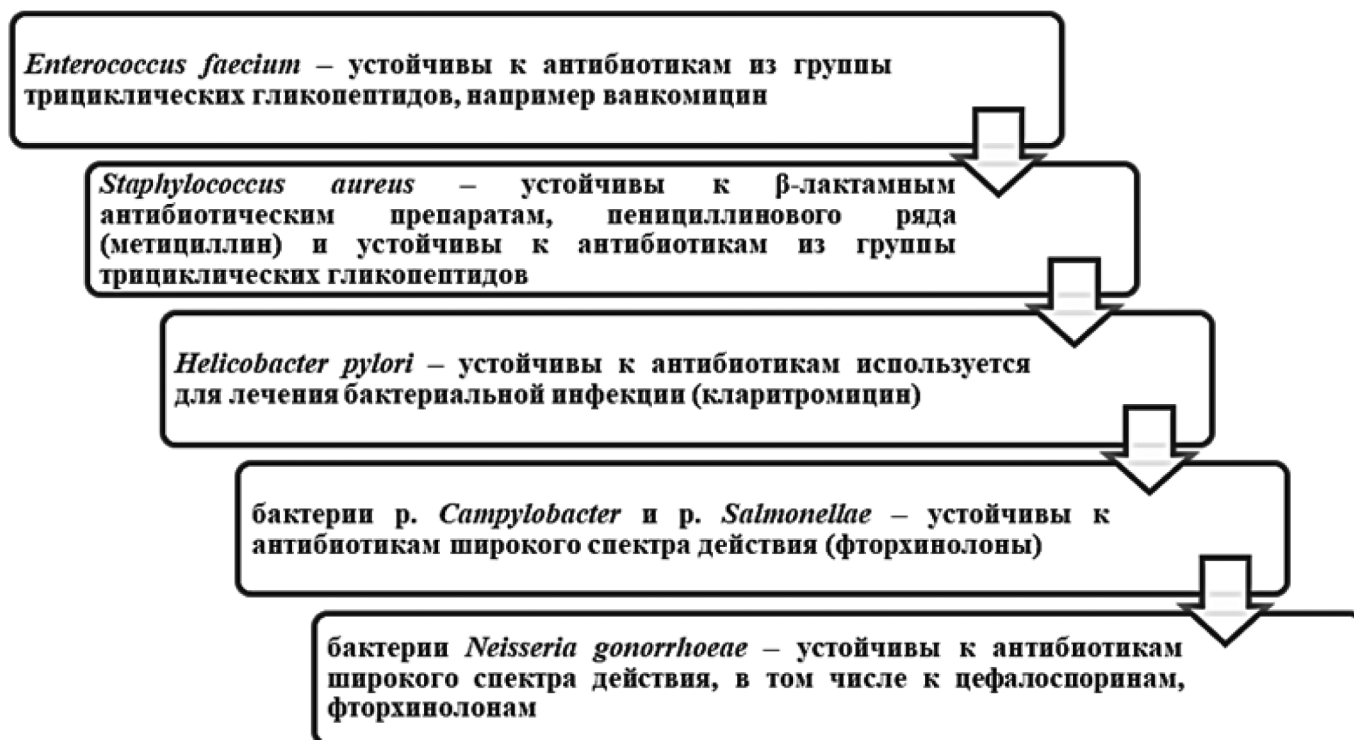 Enterococcus faecium – устойчивы к антибиотикам из группы
трициклических гликопептидов, например ванкомицин
Staphylococcus aureus – устойчивы к β-лактамным
антибиотическим препаратам, пенициллинового ряда
(метициллин) и устойчивы к антибиотикам из группы
трициклических гликопептидов
Helicobacter pylori – устойчивы к антибиотикам используется
для лечения бактериальной инфекции (кларитромицин)
бактерии р. Campylobacter и р. Salmonellae – устойчивы к
антибиотикам широкого спектра действия (фторхинолоны)
бактерии Neisseria gonorrhoeae – устойчивы к антибиотикам
широкого спектра действия, в том числе к цефалоспоринам,
фторхинолонам